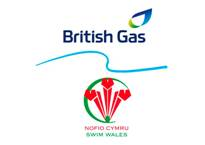 British Gas
NOFIO CYMRU
SWIM WALES